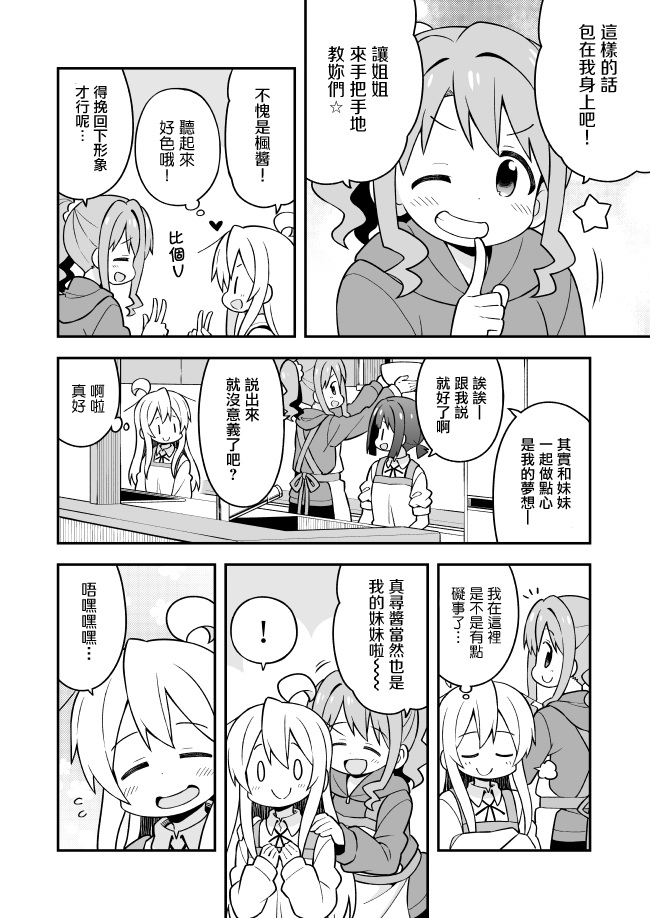 這樣的話
包在我身上吧!
讓姐姐
來手把手地
教妳們☆
不愧是楓醬!
聽起來
好色哦!
得挽回下形象
才行呢…
比個V
其實和妹妹
一起做點心
是我的夢想ー
誒誒ー
跟我說
就好了啊
說出來
就沒意義了吧?
啊啦
真好
我在這裡
是不是有點
礙事了…
真尋醬當然也是
我的妹妹啦~~~
!
唔嘿嘿嘿…